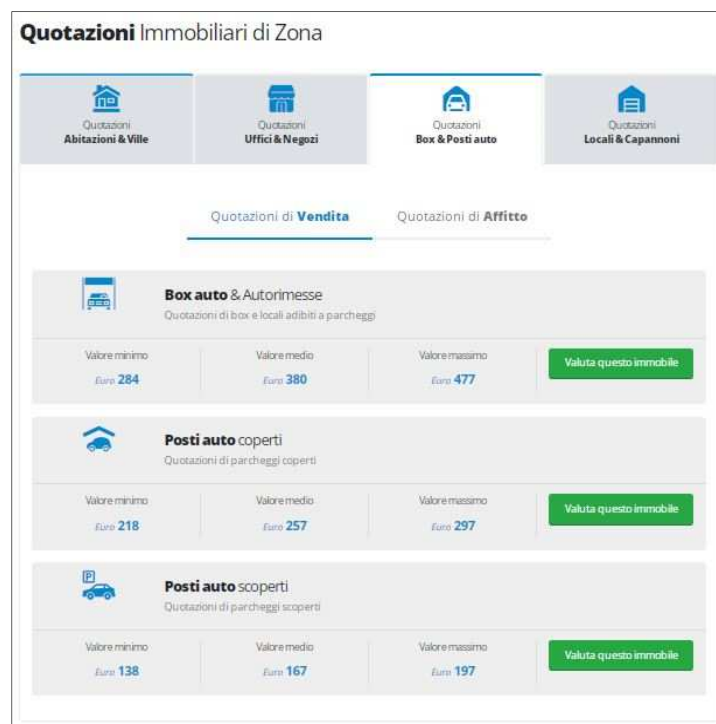 Quotazioni Immobiliari di Zona
Quotazioni Quotazioni Quotazioni Quotazioni
Abitazioni & Ville Uffici & Negozi Box & Posti auto Locali & Capannoni
Quotazioni di Vendita Quotazioni di Affitto
Box auto & Autorimesse
Quotazioni di box e locali adibiti a parcheggi
Valore minimo Valore medio Valore massimo Valuta questo immobile
Euro 284 Euro 380 Euro 477
Posti auto coperti
Quotazioni di parcheggi coperti
Valore minimo Valore medio Valore massimo Valuta questo immobile
Euro 218 Euro 257 Euro 297
P
Posti auto scoperti
Quotazioni di parcheggi scoperti
Valore minimo Valore medio Valore massimo Valuta questo immobile
Euro 138 Euro 167 Euro 197